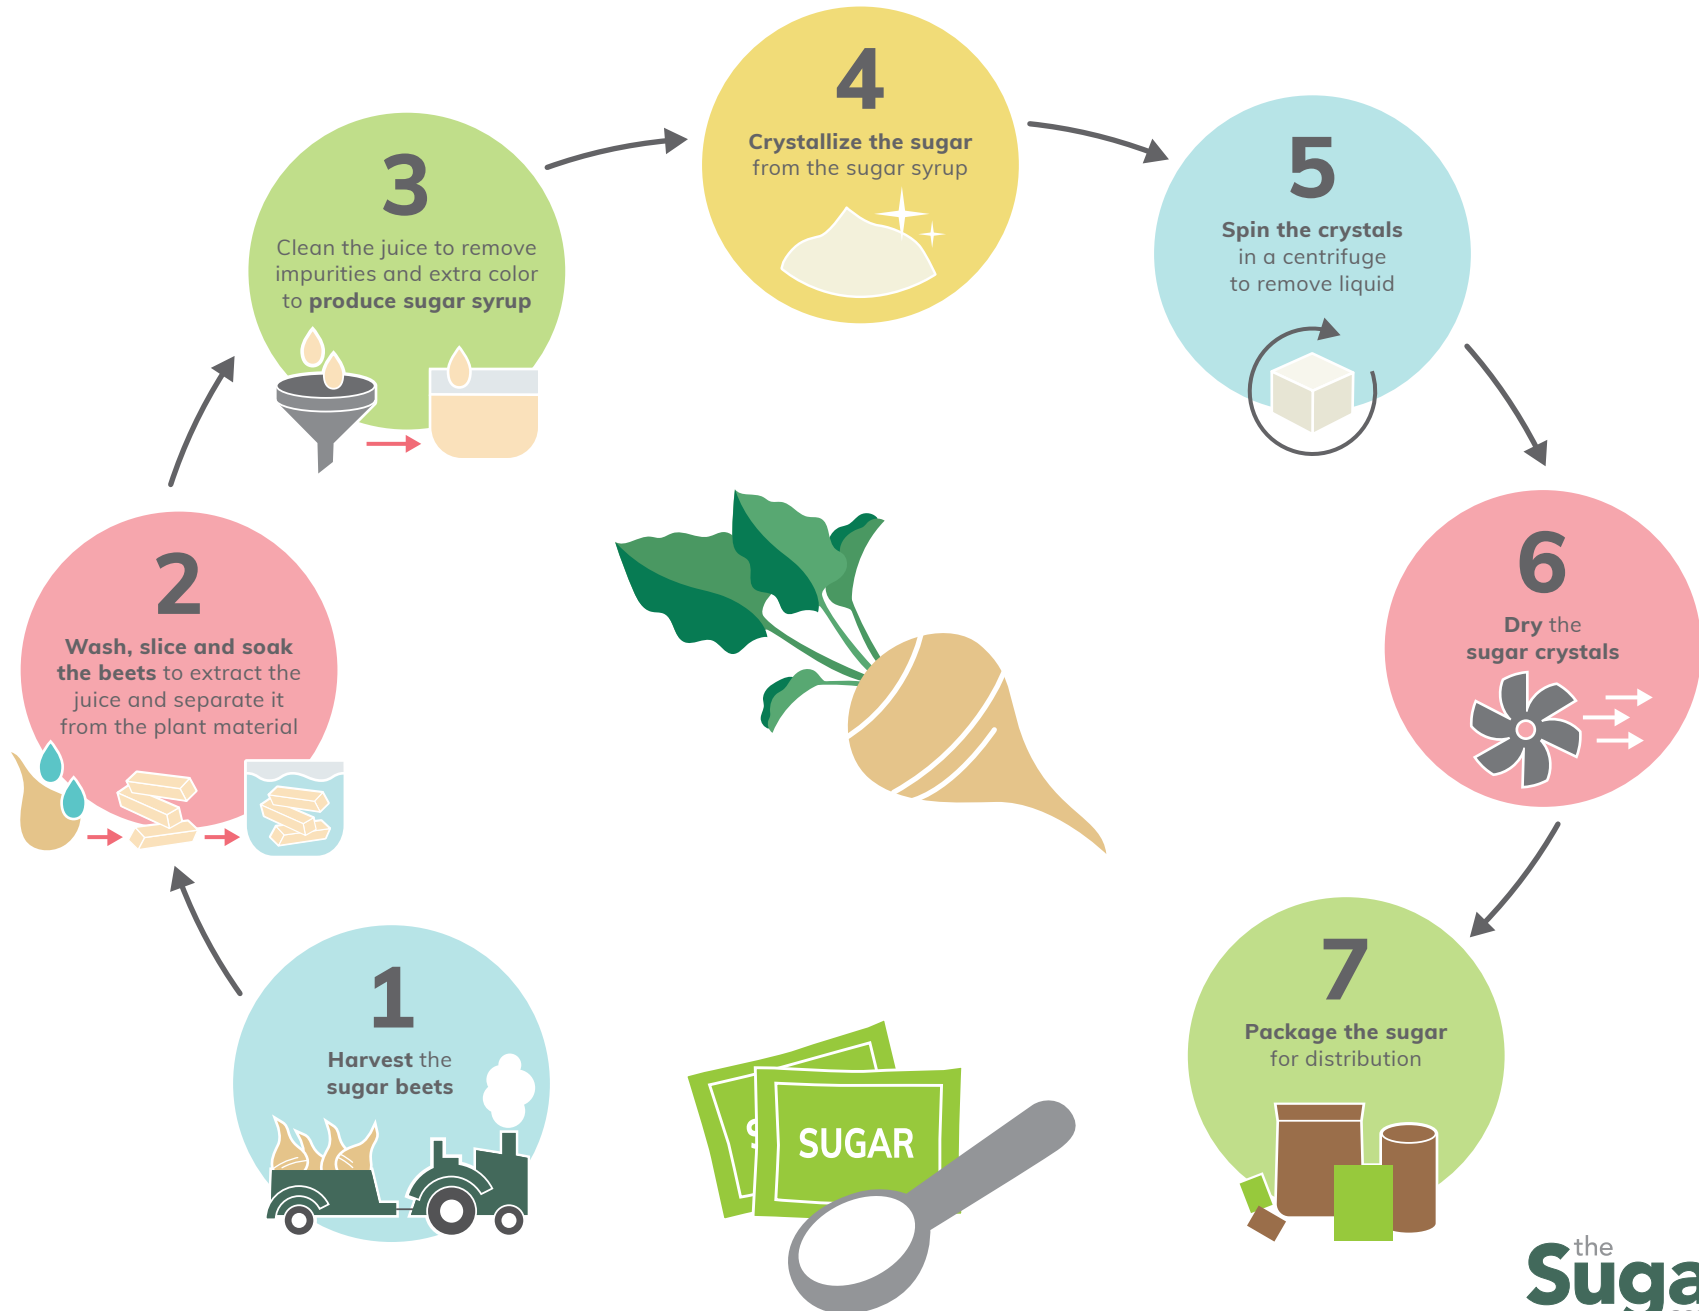 1
Harvest the
sugar beets
2
Wash, slice and soak
the beets to extract the
juice and separate it
from the plant material
3
Clean the juice to remove
impurities and extra color
to produce sugar syrup
4
Crystallize the sugar
from the sugar syrup
5
Spin the crystals
in a centrifuge
to remove liquid
6
Dry the
sugar crystals
7
Package the sugar
for distribution
SUGAR
the